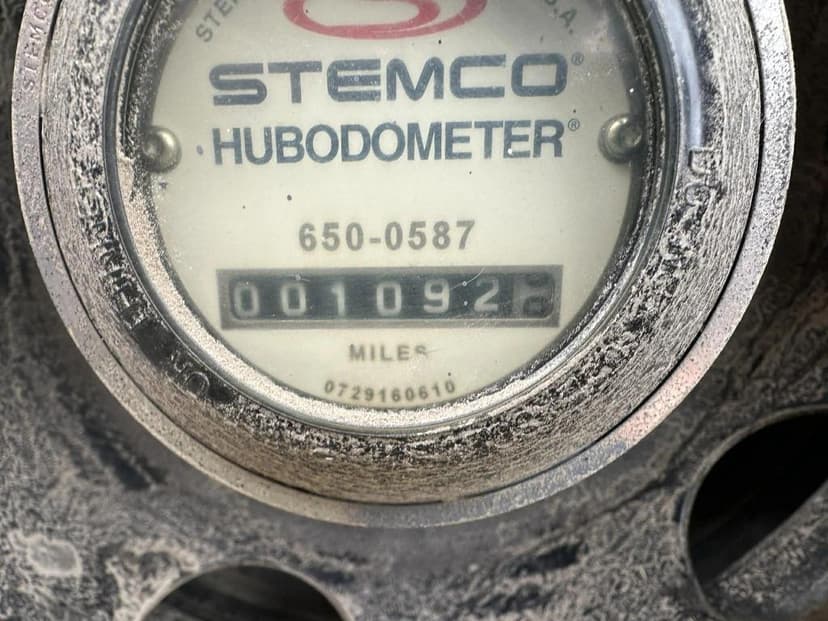 STEMCO®
HUBODOMETER®
650-0587
001092
MILES
0729160610